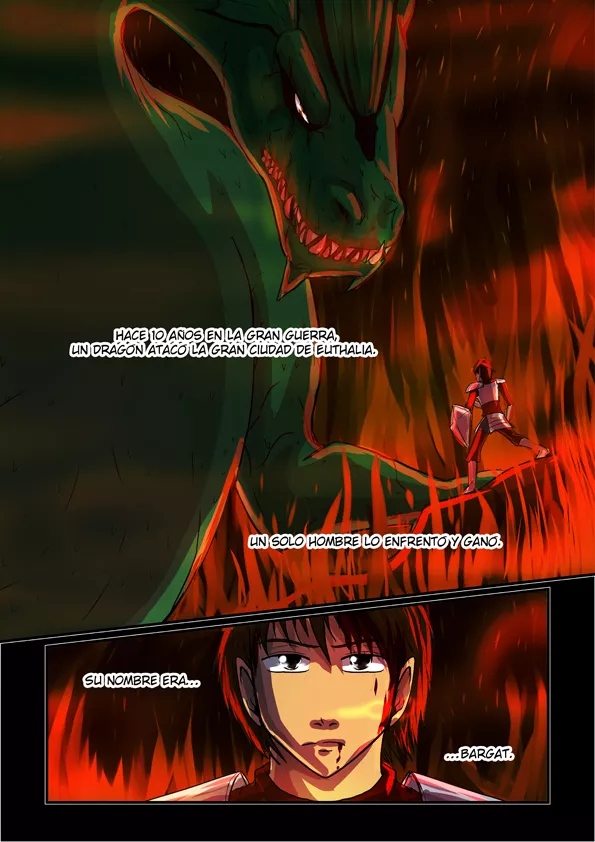 HACE 10 AÑOS EN LA GRAN GUERRA,
UN DRAGON ATACO LA GRAN CIUDAD DE EUTHALIA.
UN SOLO HOMBRE LO ENFRENTO Y GANO.
SU NOMBRE ERA...
...BARGAT.